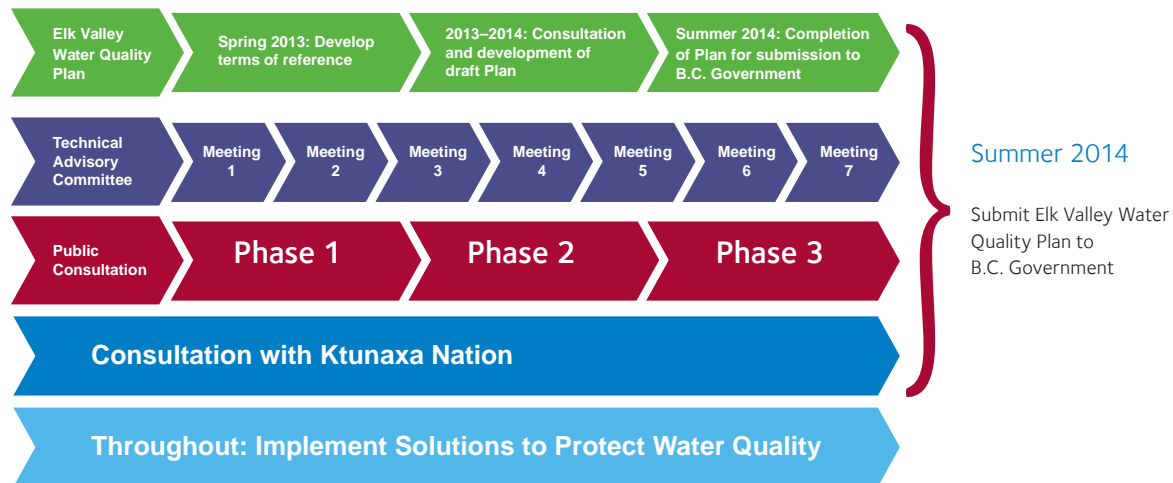 Elk Valley
Water Quality
Plan
Spring 2013: Develop
terms of reference
2013–2014: Consultation
and development of
draft Plan
Summer 2014: Completion
of Plan for submission to
B.C. Government
Technical
Advisory
Committee
Meeting
1
Meeting
2
Meeting
3
Meeting
4
Meeting
5
Meeting
6
Meeting
7
Public
Consultation
Phase 1
Phase 2
Phase 3
Consultation with Ktunaxa Nation
Throughout: Implement Solutions to Protect Water Quality
Summer 2014
Submit Elk Valley Water
Quality Plan to
B.C. Government